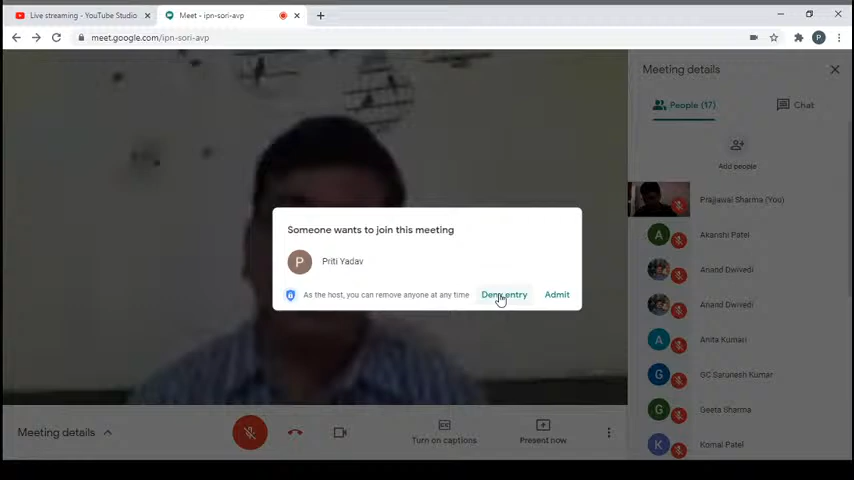 Live streaming - YouTube Studio
Meet - ipn-sori-avp
meet.google.com/ipn-sori-avp
P
Meeting details
People (17)
Chat
Add people
Prajjawal Sharma (You)
A
Akanshi Patel
Anand Dwivedi
Anand Dwivedi
A
Anita Kumari
G
GC Sarunesh Kumar
G
Geeta Sharma
K
Komal Patel
Someone wants to join this meeting
P
Priti Yadav
As the host, you can remove anyone at any time
Deny entry
Admit
Meeting details
Turn on captions
Present now